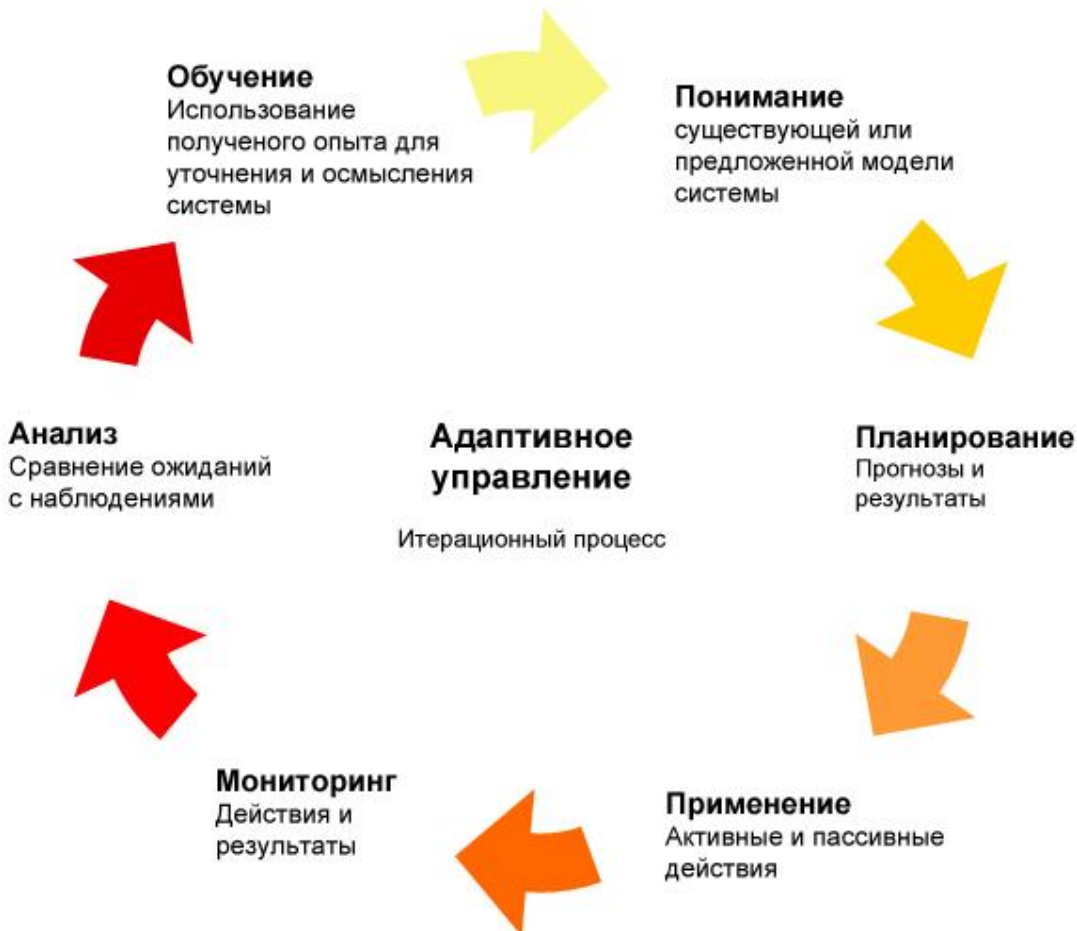 Обучение
Использование
полученого опыта для
уточнения и осмысления
системы
Понимание
существующей или
предложенной модели
системы
Анализ
Сравнение ожиданий
с наблюдениями
Адаптивное
управление
Итерационный процесс
Планирование
Прогнозы и
результаты
Мониторинг
Действия и
результаты
Применение
Активные и пассивные
действия